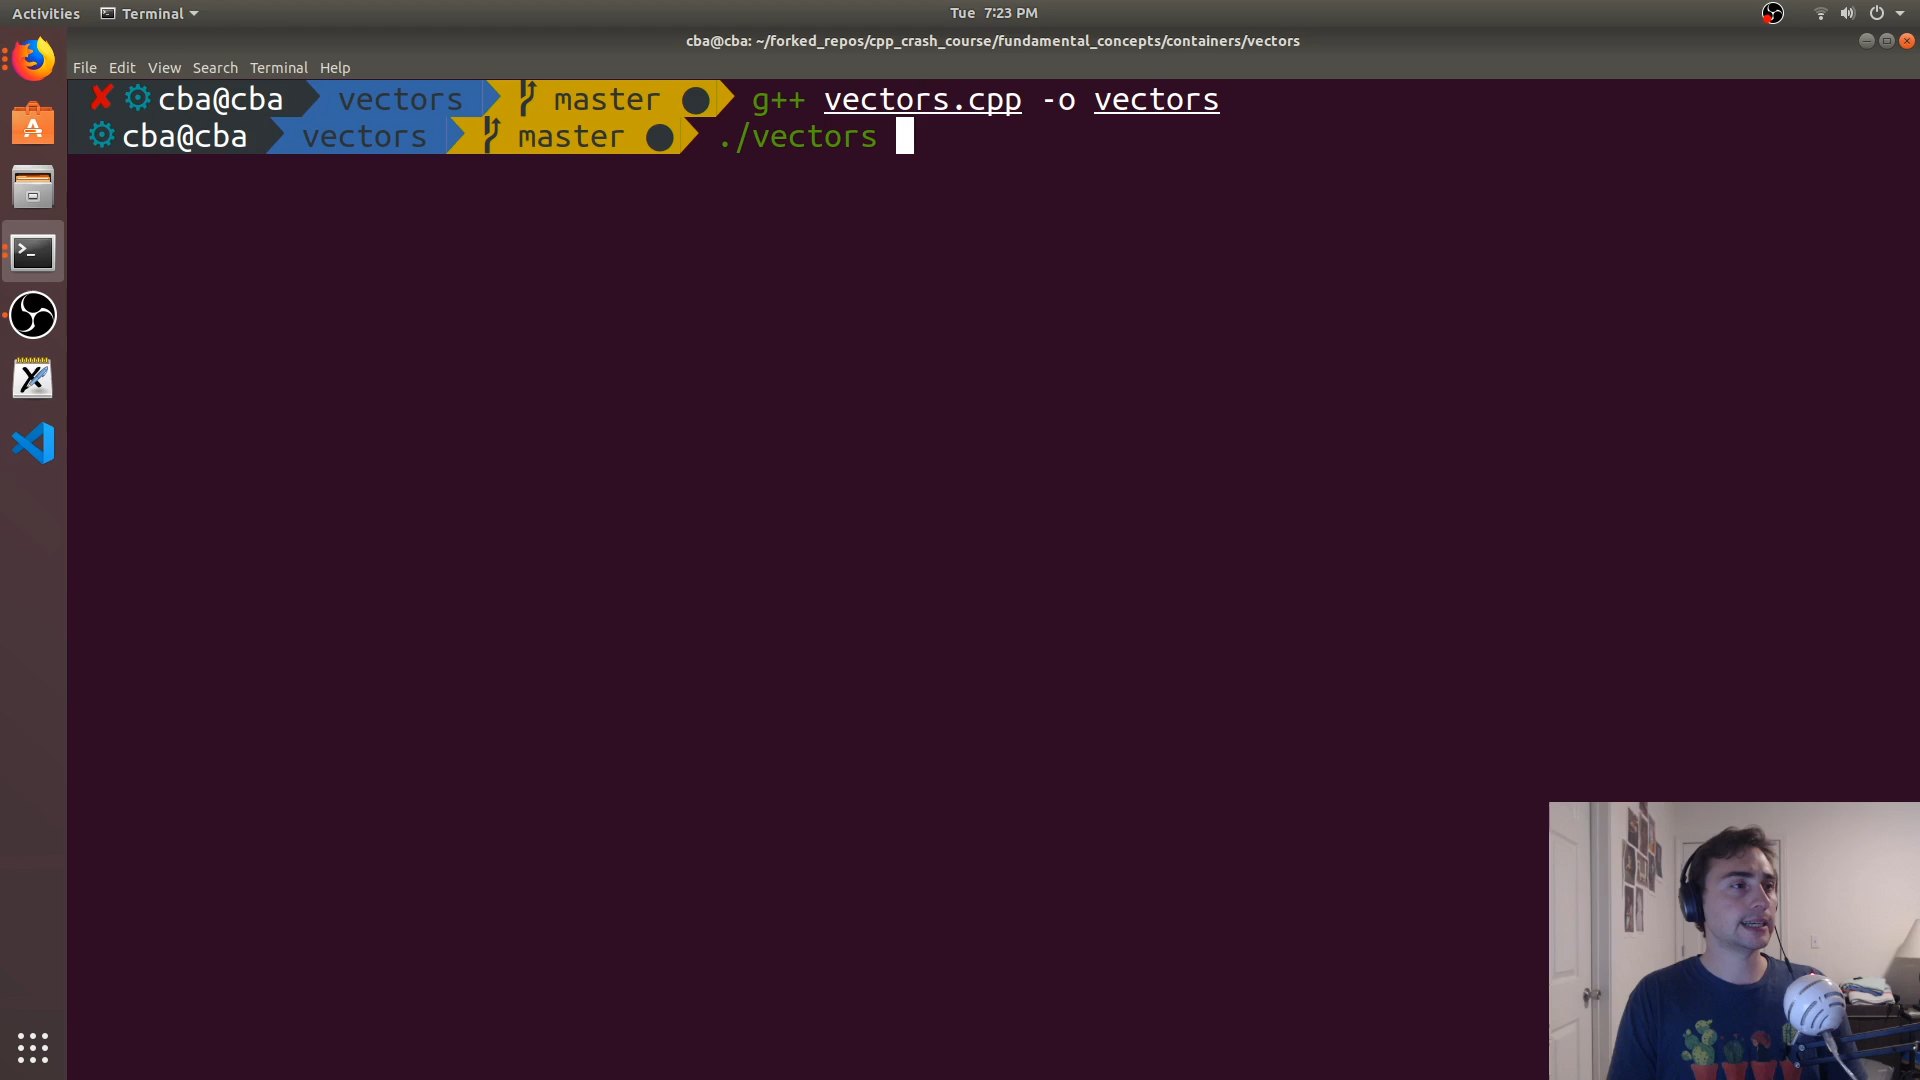 Activities Terminal Tue 7:23 PM
cba@cba: ~/forked_repos/cpp_crash_course/fundamental_concepts/containers/vectors
File Edit View Search Terminal Help
✘ ⚙ cba@cba vectors master ● g++ vectors.cpp -o vectors
⚙ cba@cba vectors master ● ./vectors